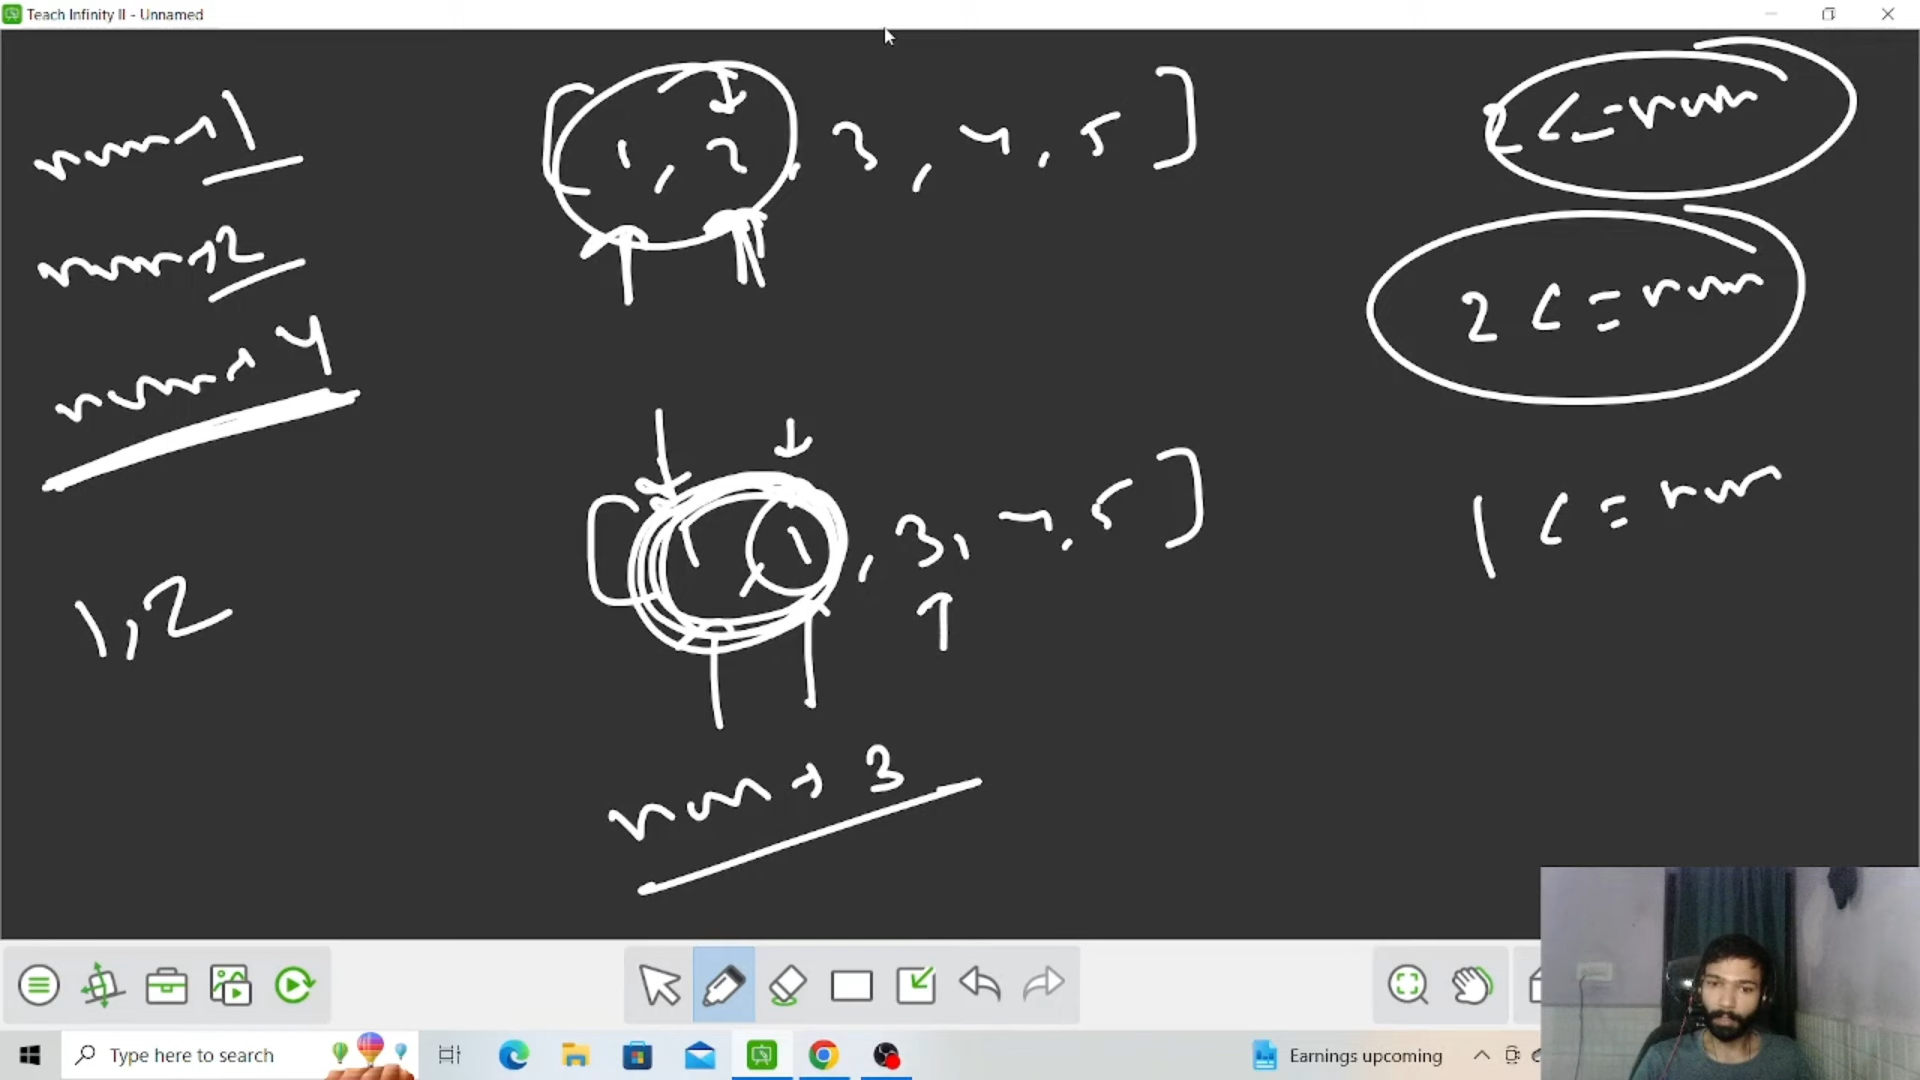 Teach Infinity II - Unnamed
num → 1
[1, 2, 3, 4, 5]
2 <= num
num → 2
2 <= num
num → 4
[1, 1, 3, 4, 5]
1 <= num
1, 2
num → 3
Type here to search
Earnings upcoming